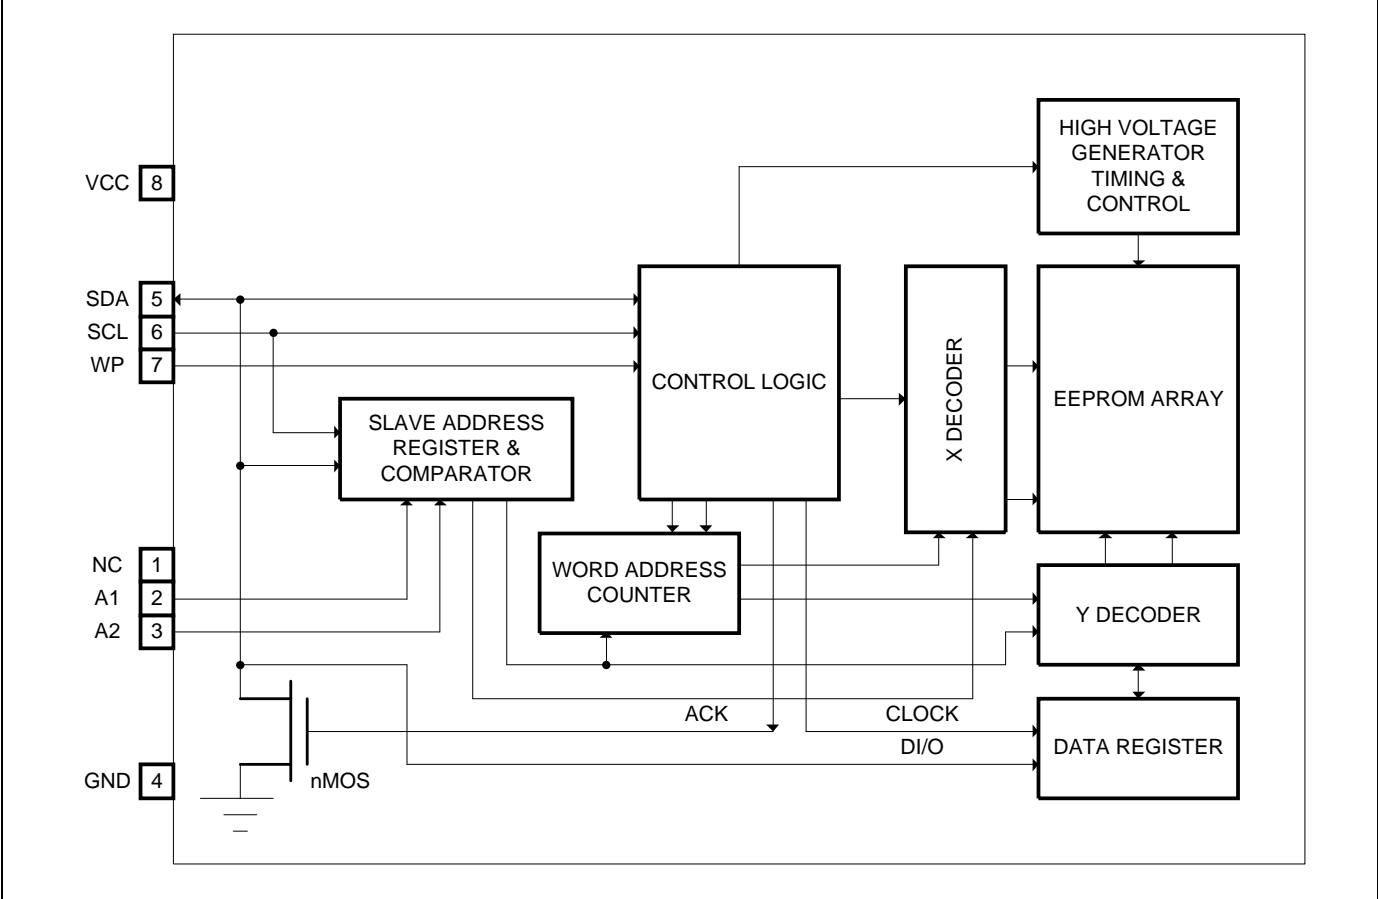 HIGH VOLTAGE
GENERATOR
TIMING &
CONTROL
VCC 8
SDA 5
SCL 6
WP 7
CONTROL LOGIC
X DECODER
EEPROM ARRAY
SLAVE ADDRESS
REGISTER &
COMPARATOR
NC 1
A1 2
A2 3
WORD ADDRESS
COUNTER
Y DECODER
ACK
CLOCK
DI/O
DATA REGISTER
GND 4
nMOS